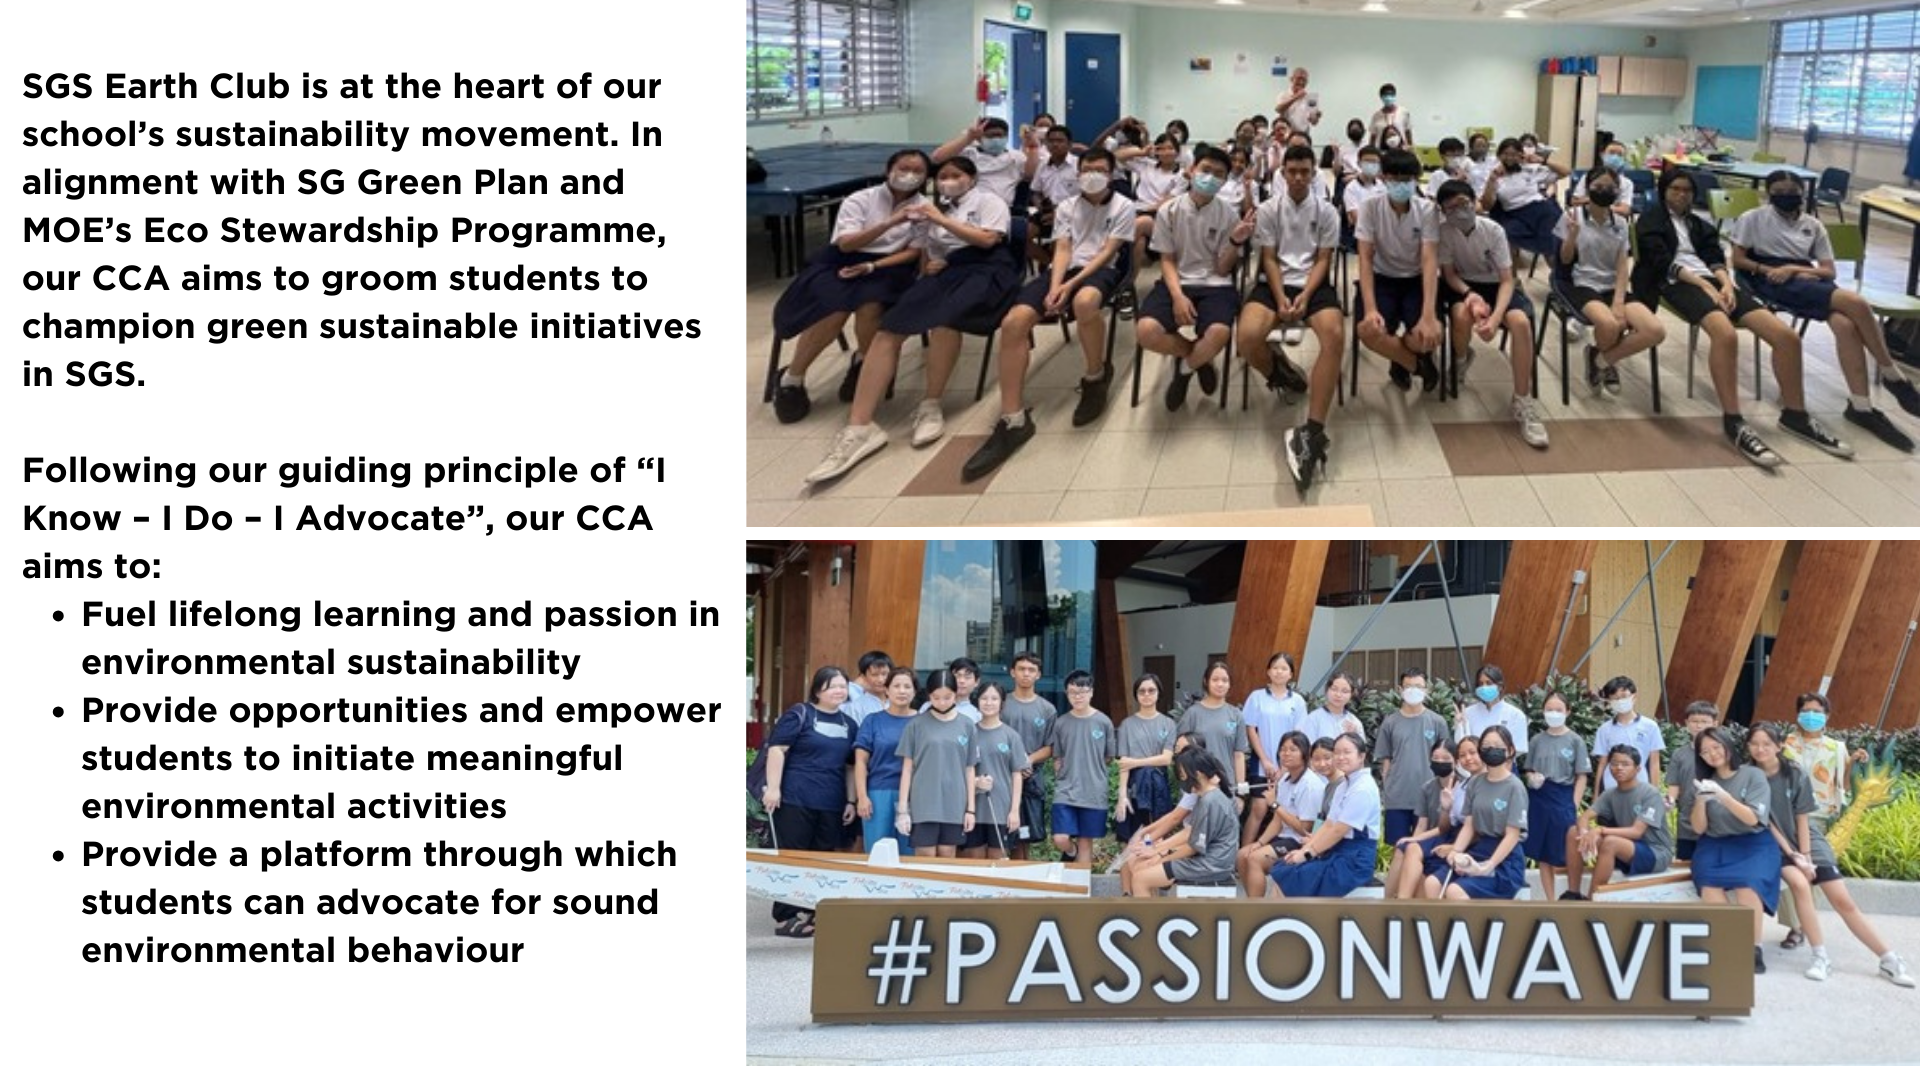 SGS Earth Club is at the heart of our
school’s sustainability movement. In
alignment with SG Green Plan and
MOE’s Eco Stewardship Programme,
our CCA aims to groom students to
champion green sustainable initiatives
in SGS.
Following our guiding principle of “I
Know – I Do – I Advocate”, our CCA
aims to:
• Fuel lifelong learning and passion in
environmental sustainability
• Provide opportunities and empower
students to initiate meaningful
environmental activities
• Provide a platform through which
students can advocate for sound
environmental behaviour
#PASSIONWAVE